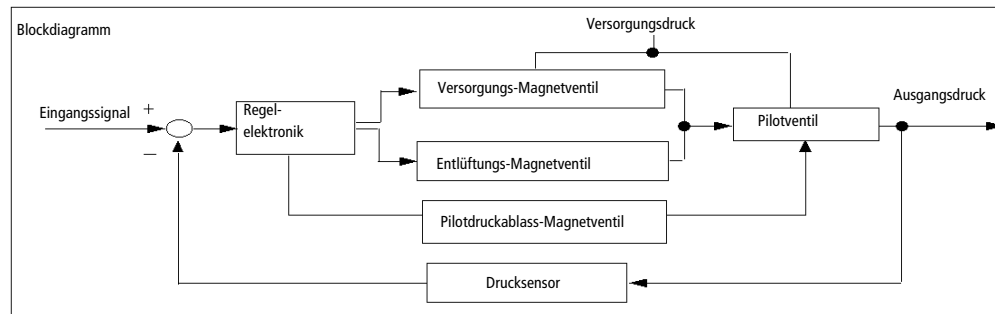 Blockdiagramm
Versorgungsdruck
Eingangssignal
+
−
Regel-
elektronik
Versorgungs-Magnetventil
Entlüftungs-Magnetventil
Pilotdruckablass-Magnetventil
Pilotventil
Ausgangsdruck
Drucksensor